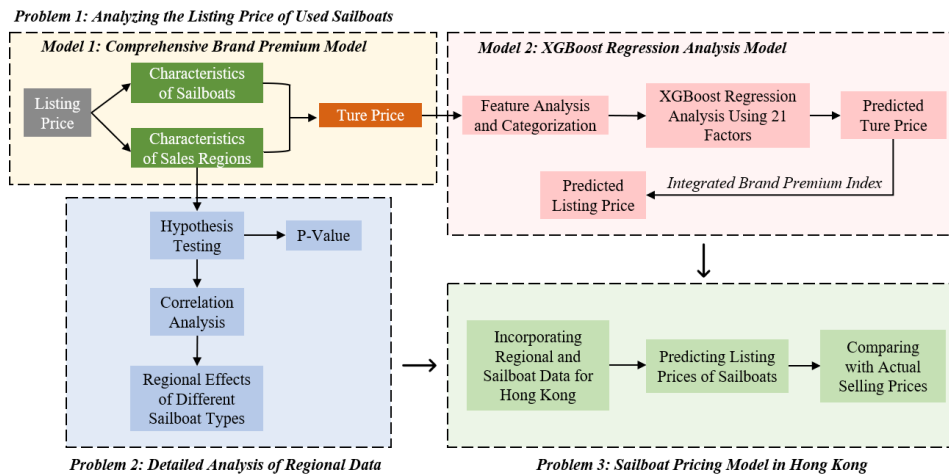 Problem 1: Analyzing the Listing Price of Used Sailboats
Model 1: Comprehensive Brand Premium Model
Listing
Price
Characteristics
of Sailboats
Characteristics
of Sales Regions
Ture Price
Model 2: XGBoost Regression Analysis Model
Feature Analysis
and Categorization
XGBoost Regression
Analysis Using 21
Factors
Predicted
Ture Price
Integrated Brand Premium Index
Predicted
Listing Price
Hypothesis
Testing
P-Value
Correlation
Analysis
Regional Effects
of Different
Sailboat Types
Problem 2: Detailed Analysis of Regional Data
Incorporating
Regional and
Sailboat Data for
Hong Kong
Predicting Listing
Prices of Sailboats
Comparing
with Actual
Selling Prices
Problem 3: Sailboat Pricing Model in Hong Kong